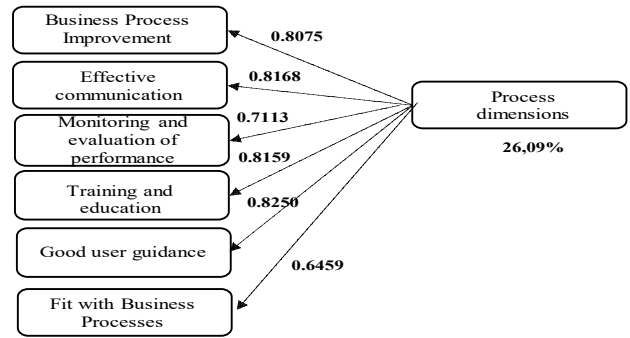 Business Process
Improvement
0.8075
Effective
communication
0.8168
Process
dimensions
26,09%
Monitoring and
evaluation of
performance
0.7113
Training and
education
0.8159
Good user guidance
0.8250
Fit with Business
Processes
0.6459